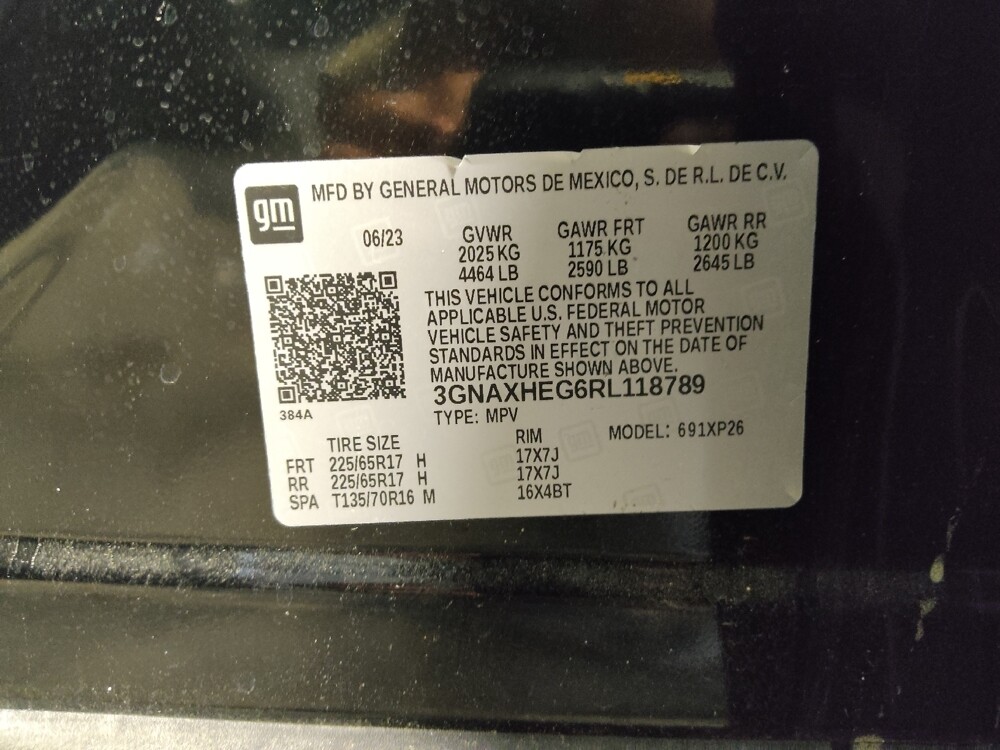 gm
MFD BY GENERAL MOTORS DE MEXICO, S. DE R.L. DE C.V.
06/23 GVWR GAWR FRT GAWR RR
2025 KG 1175 KG 1200 KG
4464 LB 2590 LB 2645 LB
THIS VEHICLE CONFORMS TO ALL
APPLICABLE U.S. FEDERAL MOTOR
VEHICLE SAFETY AND THEFT PREVENTION
STANDARDS IN EFFECT ON THE DATE OF
MANUFACTURE SHOWN ABOVE.
3GNAXHEG6RL118789
384A
TYPE: MPV
TIRE SIZE RIM MODEL: 691XP26
FRT 225/65R17 H 17X7J
RR 225/65R17 H 17X7J
SPA T135/70R16 M 16X4BT